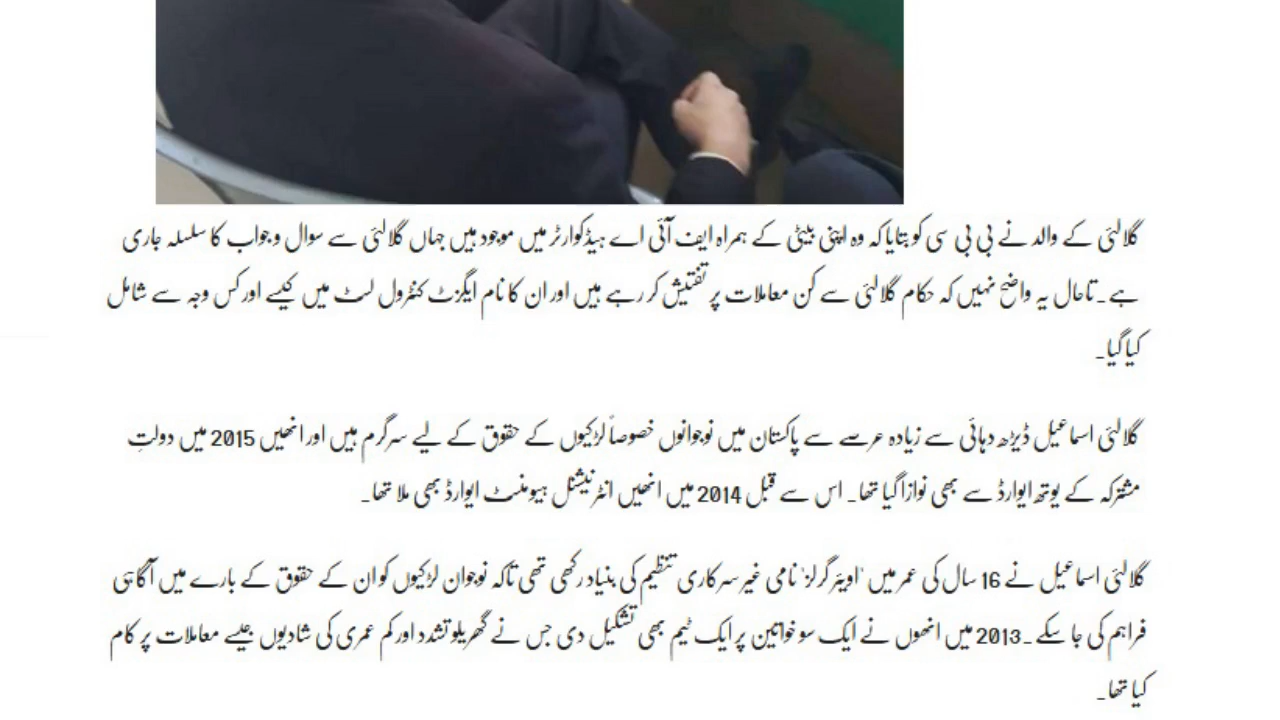 گلالئی کے والد نے بی بی سی کو بتایا کہ وہ اپنی بیٹی کے ہمراہ ایف آئی اے ہیڈکوارٹر میں موجود ہیں جہاں گلالئی سے سوال و جواب کا سلسلہ جاری
ہے۔تاحال یہ واضح نہیں کہ حکام گلالئی سے کن معاملات پر تفتیش کر رہے ہیں اور ان کا نام ایگزٹ کنٹرول لسٹ میں کیسے اور کس وجہ سے شامل
کیا گیا۔
گلالئی اسماعیل ڈیڑھ دہائی سے زیادہ عرصے سے پاکستان میں نوجوانوں خصوصاً لڑکیوں کے حقوق کے لیے سرگرم ہیں اور انھیں 2015 میں دولتِ
مشترکہ کے یوتھ ایوارڈ سے بھی نوازا گیا تھا۔ اس سے قبل 2014 میں انھیں انٹرنیشنل ہیومنسٹ ایوارڈ بھی ملا تھا۔
گلالئی اسماعیل نے 16 سال کی عمر میں 'اویئر گرلز' نامی غیر سرکاری تنظیم کی بنیاد رکھی تھی تاکہ نوجوان لڑکیوں کو ان کے حقوق کے بارے میں آگاہی
فراہم کی جا سکے۔2013 میں انھوں نے ایک سو خواتین پر ایک ٹیم بھی تشکیل دی جس نے گھریلو تشدد اور کم عمری کی شادیوں جیسے معاملات پر کام
کیا تھا۔